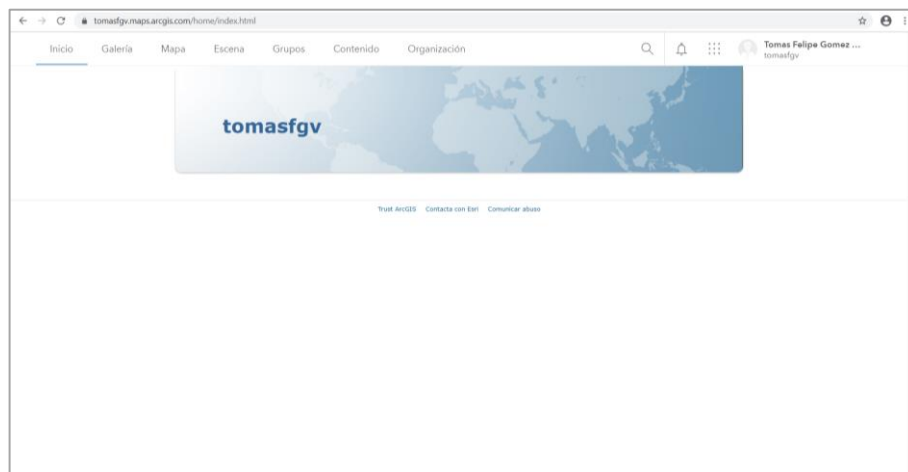 tomasfgv.maps.arcgis.com/home/index.html
Inicio Galería Mapa Escena Grupos Contenido Organización Tomas Felipe Gomez ...
tomasfgv
tomasfgv
Trust ArcGIS Contacta con Esri Comunicar abuso